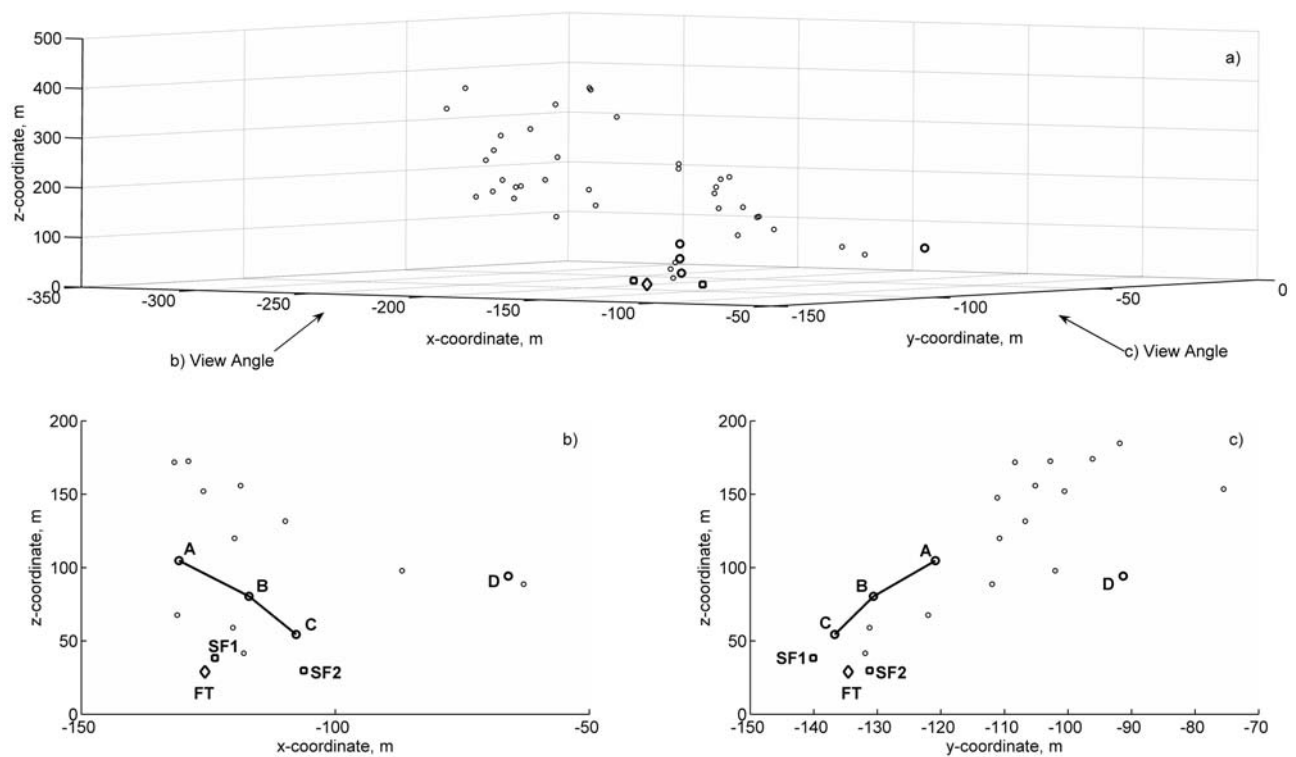 a)
500
400
300
200
100
0
z-coordinate, m
-350
-300
-250
-200
-150
-100
-50
x-coordinate, m
-150
-100
-50
0
y-coordinate, m
b) View Angle
c) View Angle
b)
200
150
100
50
0
z-coordinate, m
A
B
C
D
SF1
SF2
FT
-150
-100
-50
x-coordinate, m
c)
200
150
100
50
0
z-coordinate, m
A
B
C
D
SF1
SF2
FT
-150
-140
-130
-120
-110
-100
-90
-80
-70
y-coordinate, m